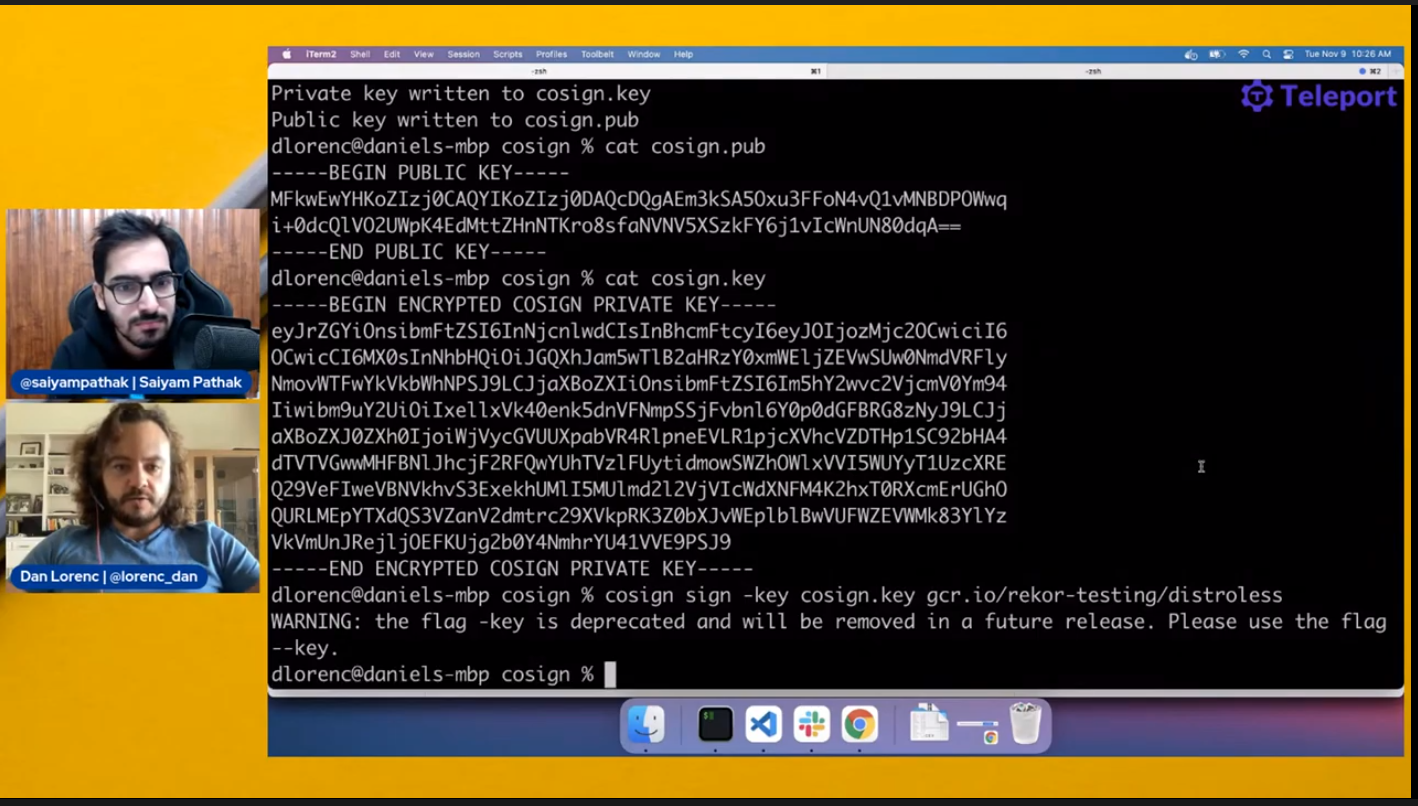 iTerm2 Shell Edit View Session Scripts Profiles Toolbelt Window Help Tue Nov 9 10:26 AM
-zsh ⌘1 -zsh ⌘2
Teleport
Private key written to cosign.key
Public key written to cosign.pub
dlorenc@daniels-mbp cosign % cat cosign.pub
-----BEGIN PUBLIC KEY-----
MFkwEwYHKoZIzj0CAQYIKoZIzj0DAQcDQgAEm3kSA5Oxu3FFoN4vQ1vMNBDPOWwq
i+0dcQlVO2UWpK4EdMttZHnNTKro8sfaNVNV5XSzkFY6j1vIcWnUN80dqA==
-----END PUBLIC KEY-----
dlorenc@daniels-mbp cosign % cat cosign.key
-----BEGIN ENCRYPTED COSIGN PRIVATE KEY-----
eyJrZGYiOnsibmFtZSI6InNjcnlwdCIsInBhcmFtcyI6eyJOIjozMjc2OCwiciI6
OCwicCI6MX0sInNhbHQiOiJGQXhJam5wTlB2aHRzY0xmWEljZEVwSUw0NmdVRFly
NmovWTFwYkVkbWhNPSJ9LCJjaXBoZXIiOnsibmFtZSI6Im5hY2wvc2VjcmV0Ym94
Iiwibm9uY2UiOiIxellxVk40enk5dnVFNmpSSjFvbnl6Y0p0dGFBRG8zNyJ9LCJj
aXBoZXJ0ZXh0IjoiWjVycGVUUXpabVR4RlpneEVLR1pjcXVhcVZDTHp1SC92bHA4
dTVTVGwwMHFBNlJhcjF2RFQwYUhTVzlFUytidmowSWZhOWlxVVI5WUYyT1UzcXRE
Q29VeFIweVBNVkhvS3ExekhUMlI5MUlmd2l2VjVIcWdXNFM4K2hxT0RXcmErUGhO
QURLMEpYTXdQS3VZanV2dmtrc29XVkpRK3Z0bXJvWEplblBwVUFWZEVWMk83YlYz
VkVmUnJRejljOEFKUjg2b0Y4NmhrYU41VVE9PSJ9
-----END ENCRYPTED COSIGN PRIVATE KEY-----
dlorenc@daniels-mbp cosign % cosign sign -key cosign.key gcr.io/rekor-testing/distroless
WARNING: the flag -key is deprecated and will be removed in a future release. Please use the flag
--key.
dlorenc@daniels-mbp cosign %
@saiyampathak | Saiyam Pathak
Dan Lorenc | @lorenc_dan